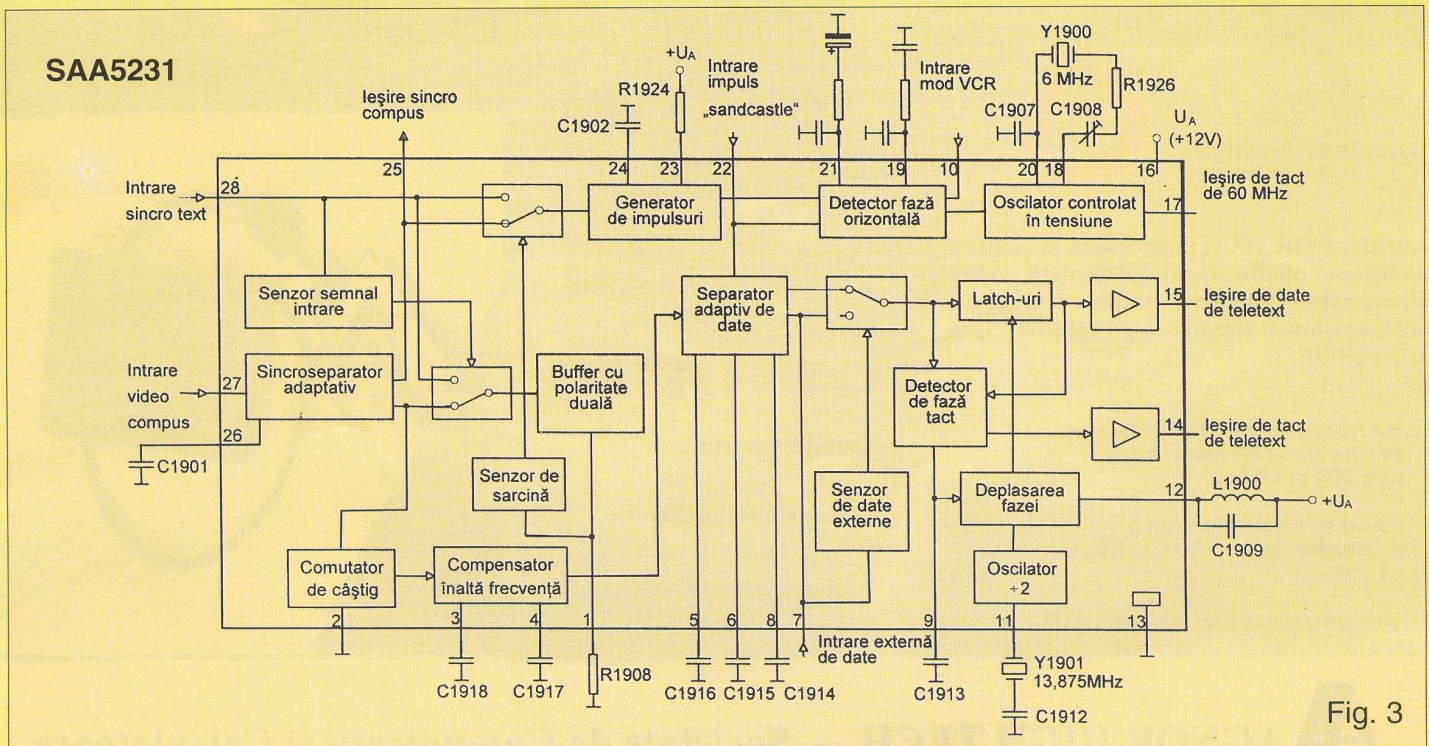 SAA5231
Ieşire sincro
compus
C1902
R1924
+UA
Intrare
impuls
„sandcastle“
+
Intrare
mod VCR
C1907
Y1900
6 MHz
C1908
R1926
UA
(+12V)
25
24
23
22
21
19
10
20
18
16
Ieşire de tact
de 60 MHz
17
Intrare
sincro text
28
Generator
de impulsuri
Detector fază
orizontală
Oscilator controlat
în tensiune
Senzor semnal
intrare
Separator
adaptiv de
date
Latch-uri
15
Ieşire de date
de teletext
Intrare
video
compus
27
26
C1901
Sincroseparator
adaptativ
Buffer cu
polaritate
duală
Detector
de fază
tact
14
Ieşire de tact
de teletext
Senzor de
sarcină
Senzor
de date
externe
Deplasarea
fazei
12
L1900
+UA
C1909
Comutator
de câştig
Compensator
înaltă frecvenţă
Oscilator
÷2
2
3
4
1
5
6
8
7
9
11
13
Intrare externă
de date
C1918
C1917
R1908
C1916
C1915
C1914
C1913
Y1901
13,875MHz
C1912
Fig. 3